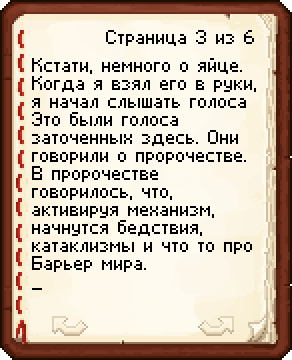 Страница 3 из 6
Кстати, немного о яйце.
Когда я взял его в руки,
я начал слышать голоса
Это были голоса
заточенных здесь. Они
говорили о пророчестве.
В пророчестве
говорилось, что,
активируя механизм,
начнутся бедствия,
катаклизмы и что то про
Барьер мира.
_